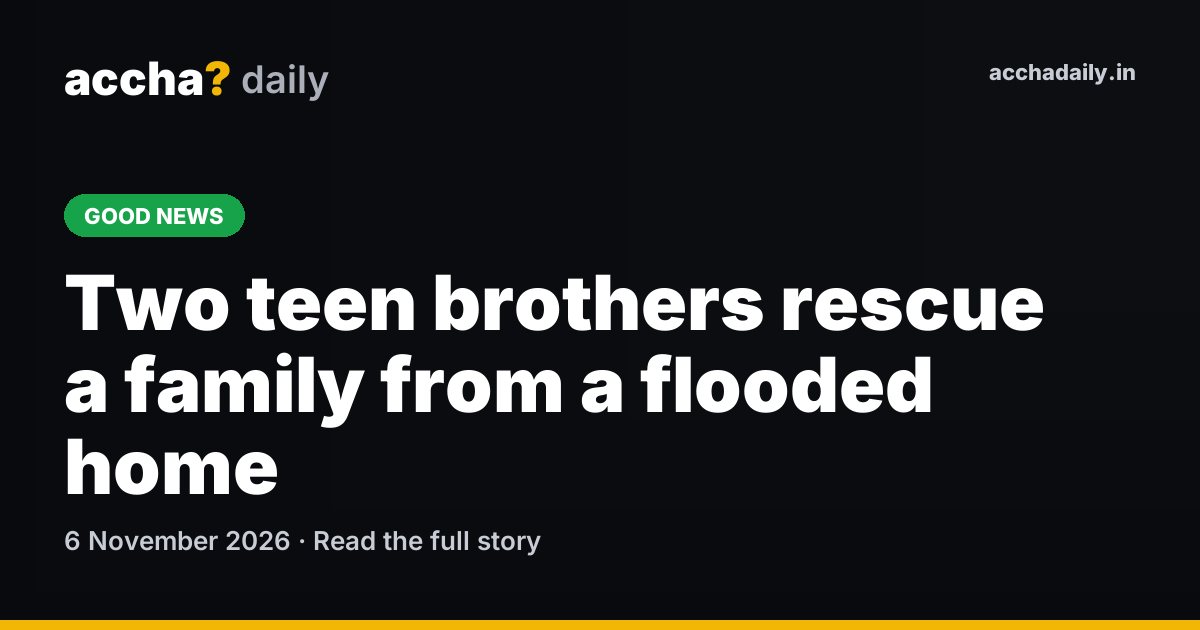 accha? daily
acchadaily.in
GOOD NEWS
Two teen brothers rescue
a family from a flooded
home
6 November 2026 · Read the full story